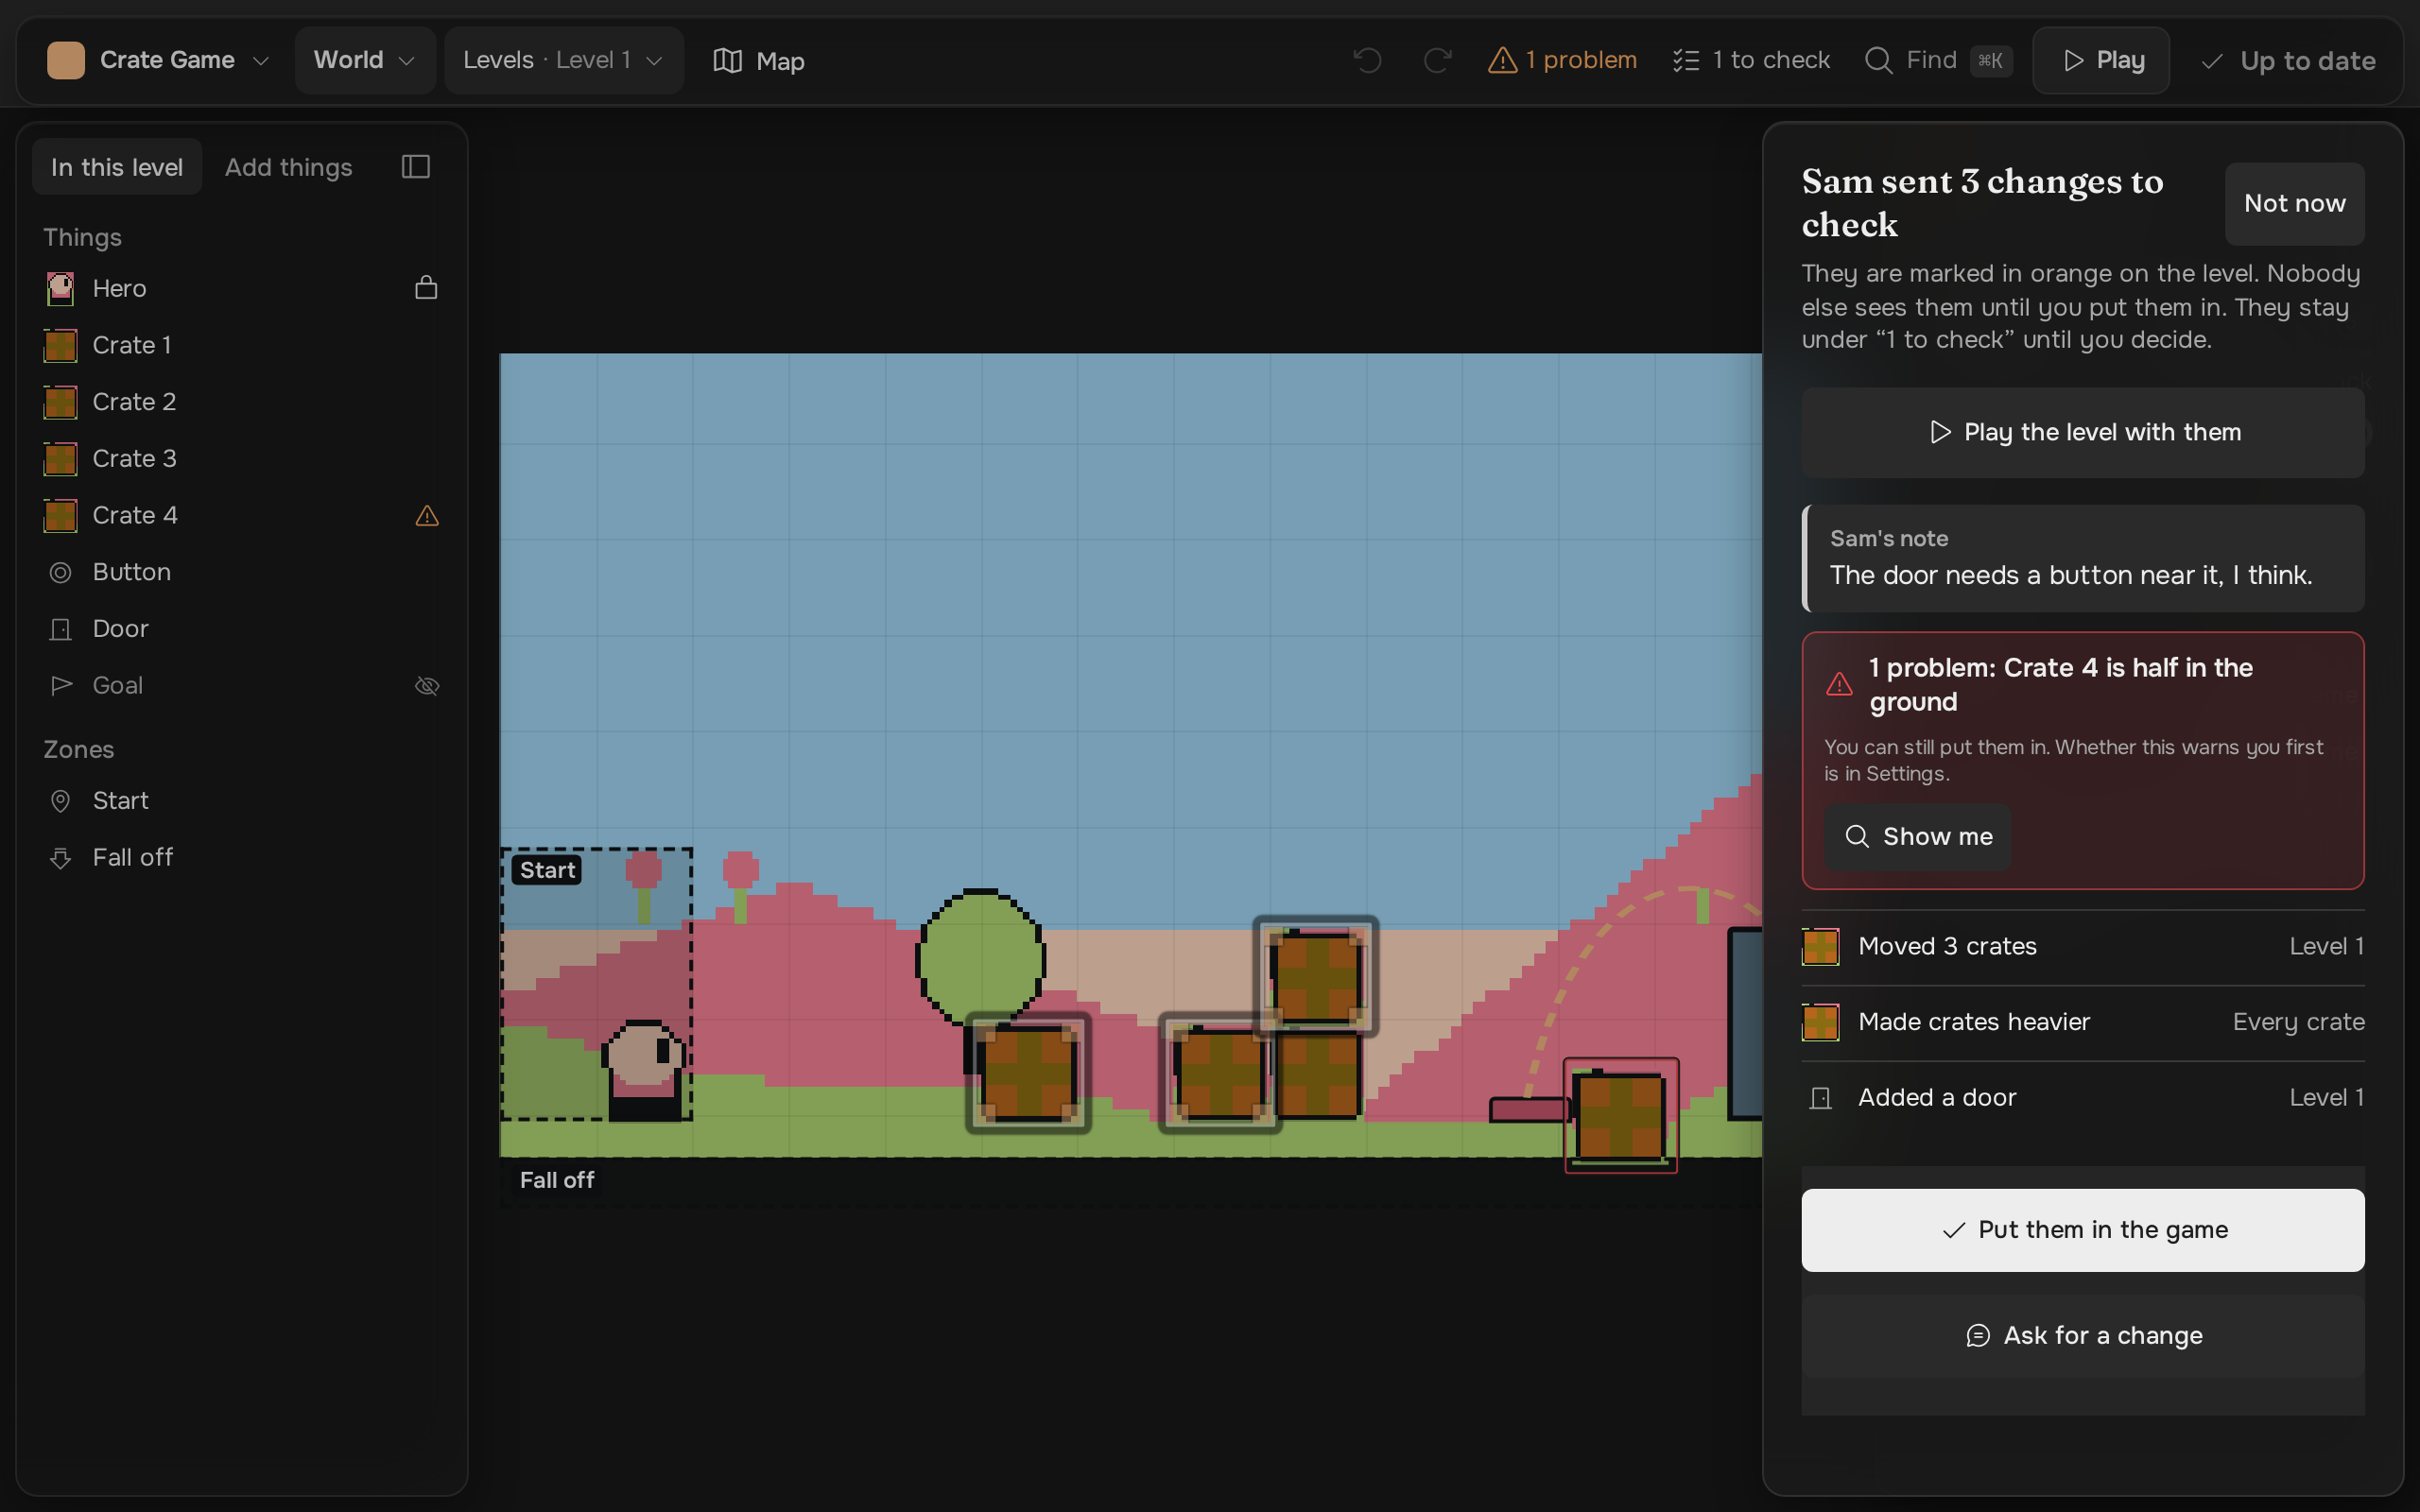 Crate Game
World
Levels · Level 1
Map
1 problem
1 to check
Find ⌘K
Play
Up to date
In this level
Add things
Things
Hero
Crate 1
Crate 2
Crate 3
Crate 4
Button
Door
Goal
Zones
Start
Fall off
Start
Fall off
Sam sent 3 changes to
check
Not now
They are marked in orange on the level. Nobody
else sees them until you put them in. They stay
under “1 to check” until you decide.
Play the level with them
Sam's note
The door needs a button near it, I think.
1 problem: Crate 4 is half in the
ground
You can still put them in. Whether this warns you first
is in Settings.
Show me
Moved 3 crates
Level 1
Made crates heavier
Every crate
Added a door
Level 1
Put them in the game
Ask for a change